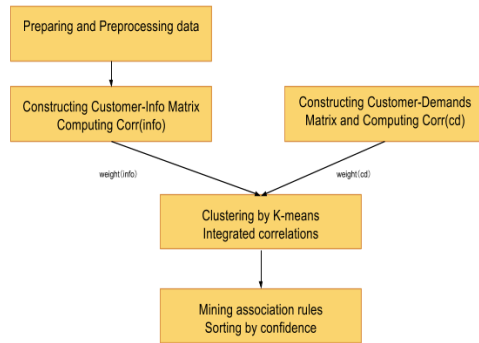 Preparing and Preprocessing data
Constructing Customer-Info Matrix
Computing Corr(info)
Constructing Customer-Demands
Matrix and Computing Corr(cd)
weight(info)
weight(cd)
Clustering by K-means
Integrated correlations
Mining association rules
Sorting by confidence